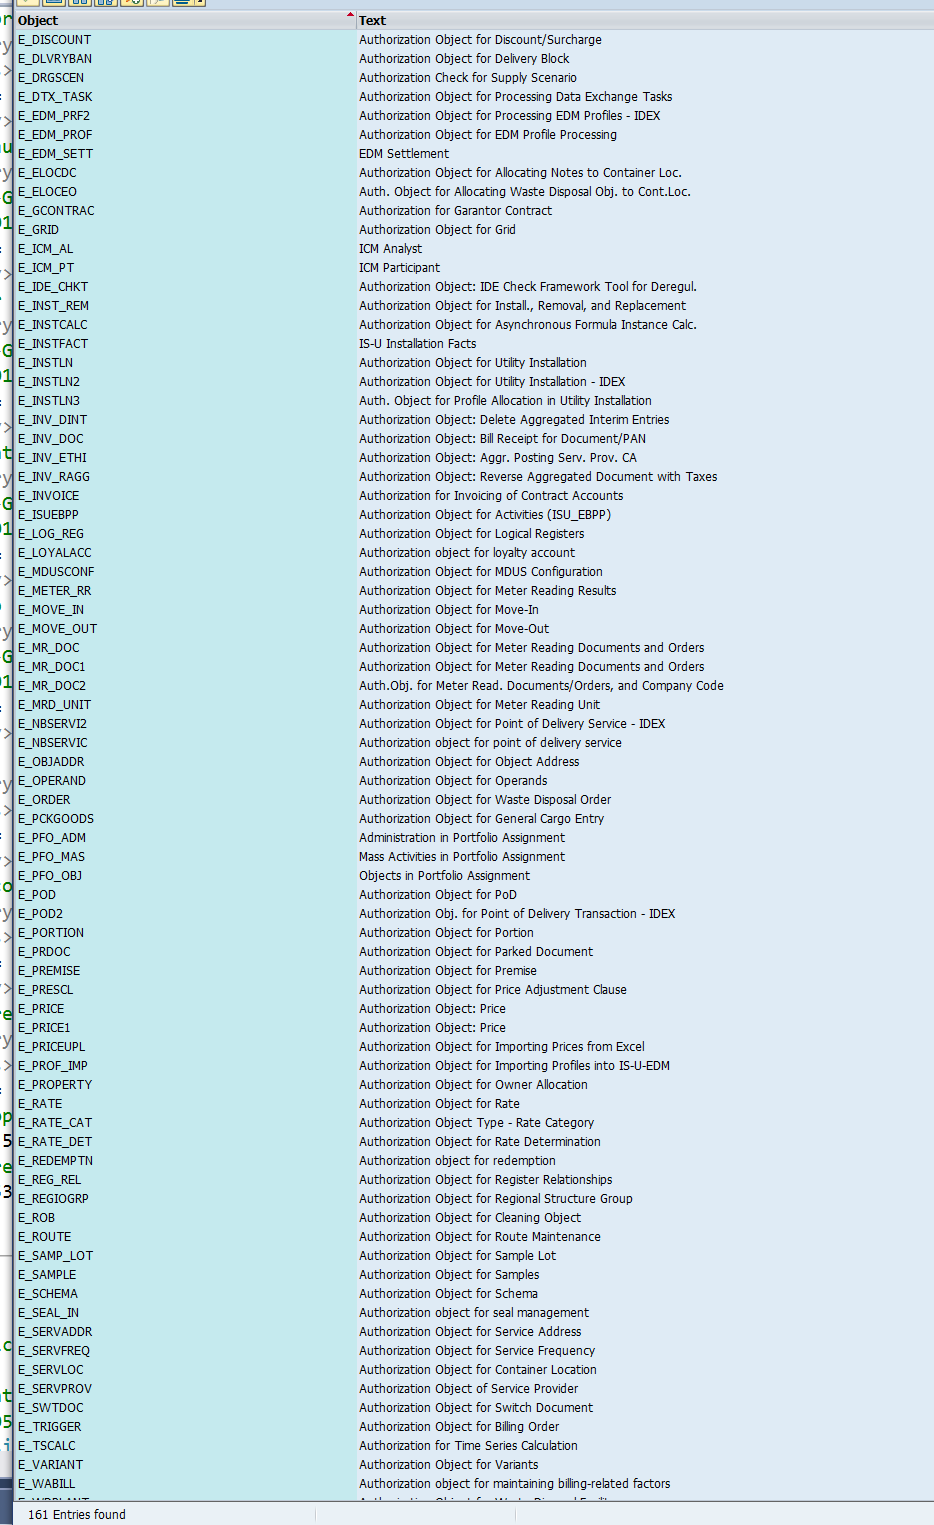 Object Text
E_DISCOUNT Authorization Object for Discount/Surcharge
E_DLVRYBAN Authorization Object for Delivery Block
E_DRGSCEN Authorization Check for Supply Scenario
E_DTX_TASK Authorization Object for Processing Data Exchange Tasks
E_EDM_PRF2 Authorization Object for Processing EDM Profiles - IDEX
E_EDM_PROF Authorization Object for EDM Profile Processing
E_EDM_SETT EDM Settlement
E_ELOCDC Authorization Object for Allocating Notes to Container Loc.
E_ELOCEO Auth. Object for Allocating Waste Disposal Obj. to Cont.Loc.
E_GCONTRAC Authorization for Garantor Contract
E_GRID Authorization Object for Grid
E_ICM_AL ICM Analyst
E_ICM_PT ICM Participant
E_IDE_CHKT Authorization Object: IDE Check Framework Tool for Deregul.
E_INST_REM Authorization Object for Install., Removal, and Replacement
E_INSTCALC Authorization Object for Asynchronous Formula Instance Calc.
E_INSTFACT IS-U Installation Facts
E_INSTLN Authorization Object for Utility Installation
E_INSTLN2 Authorization Object for Utility Installation - IDEX
E_INSTLN3 Auth. Object for Profile Allocation in Utility Installation
E_INV_DINT Authorization Object: Delete Aggregated Interim Entries
E_INV_DOC Authorization Object: Bill Receipt for Document/PAN
E_INV_ETHI Authorization Object: Aggr. Posting Serv. Prov. CA
E_INV_RAGG Authorization Object: Reverse Aggregated Document with Taxes
E_INVOICE Authorization for Invoicing of Contract Accounts
E_ISUEBPP Authorization Object for Activities (ISU_EBPP)
E_LOG_REG Authorization Object for Logical Registers
E_LOYALACC Authorization object for loyalty account
E_MDUSCONF Authorization Object for MDUS Configuration
E_METER_RR Authorization Object for Meter Reading Results
E_MOVE_IN Authorization Object for Move-In
E_MOVE_OUT Authorization Object for Move-Out
E_MR_DOC Authorization Object for Meter Reading Documents and Orders
E_MR_DOC1 Authorization Object for Meter Reading Documents and Orders
E_MR_DOC2 Auth.Obj. for Meter Read. Documents/Orders, and Company Code
E_MRD_UNIT Authorization Object for Meter Reading Unit
E_NBSERVI2 Authorization Object for Point of Delivery Service - IDEX
E_NBSERVIC Authorization object for point of delivery service
E_OBJADDR Authorization Object for Object Address
E_OPERAND Authorization Object for Operands
E_ORDER Authorization Object for Waste Disposal Order
E_PCKGOODS Authorization Object for General Cargo Entry
E_PFO_ADM Administration in Portfolio Assignment
E_PFO_MAS Mass Activities in Portfolio Assignment
E_PFO_OBJ Objects in Portfolio Assignment
E_POD Authorization Object for PoD
E_POD2 Authorization Obj. for Point of Delivery Transaction - IDEX
E_PORTION Authorization Object for Portion
E_PRDOC Authorization Object for Parked Document
E_PREMISE Authorization Object for Premise
E_PRESCL Authorization Object for Price Adjustment Clause
E_PRICE Authorization Object: Price
E_PRICE1 Authorization Object: Price
E_PRICEUPL Authorization Object for Importing Prices from Excel
E_PROF_IMP Authorization Object for Importing Profiles into IS-U-EDM
E_PROPERTY Authorization Object for Owner Allocation
E_RATE Authorization Object for Rate
E_RATE_CAT Authorization Object Type - Rate Category
E_RATE_DET Authorization Object for Rate Determination
E_REDEMPTN Authorization object for redemption
E_REG_REL Authorization Object for Register Relationships
E_REGIOGRP Authorization Object for Regional Structure Group
E_ROB Authorization Object for Cleaning Object
E_ROUTE Authorization Object for Route Maintenance
E_SAMP_LOT Authorization Object for Sample Lot
E_SAMPLE Authorization Object for Samples
E_SCHEMA Authorization Object for Schema
E_SEAL_IN Authorization object for seal management
E_SERVADDR Authorization Object for Service Address
E_SERVFREQ Authorization Object for Service Frequency
E_SERVLOC Authorization Object for Container Location
E_SERVPROV Authorization Object of Service Provider
E_SWTDOC Authorization Object for Switch Document
E_TRIGGER Authorization Object for Billing Order
E_TSCALC Authorization for Time Series Calculation
E_VARIANT Authorization Object for Variants
E_WABILL Authorization object for maintaining billing-related factors
161 Entries found